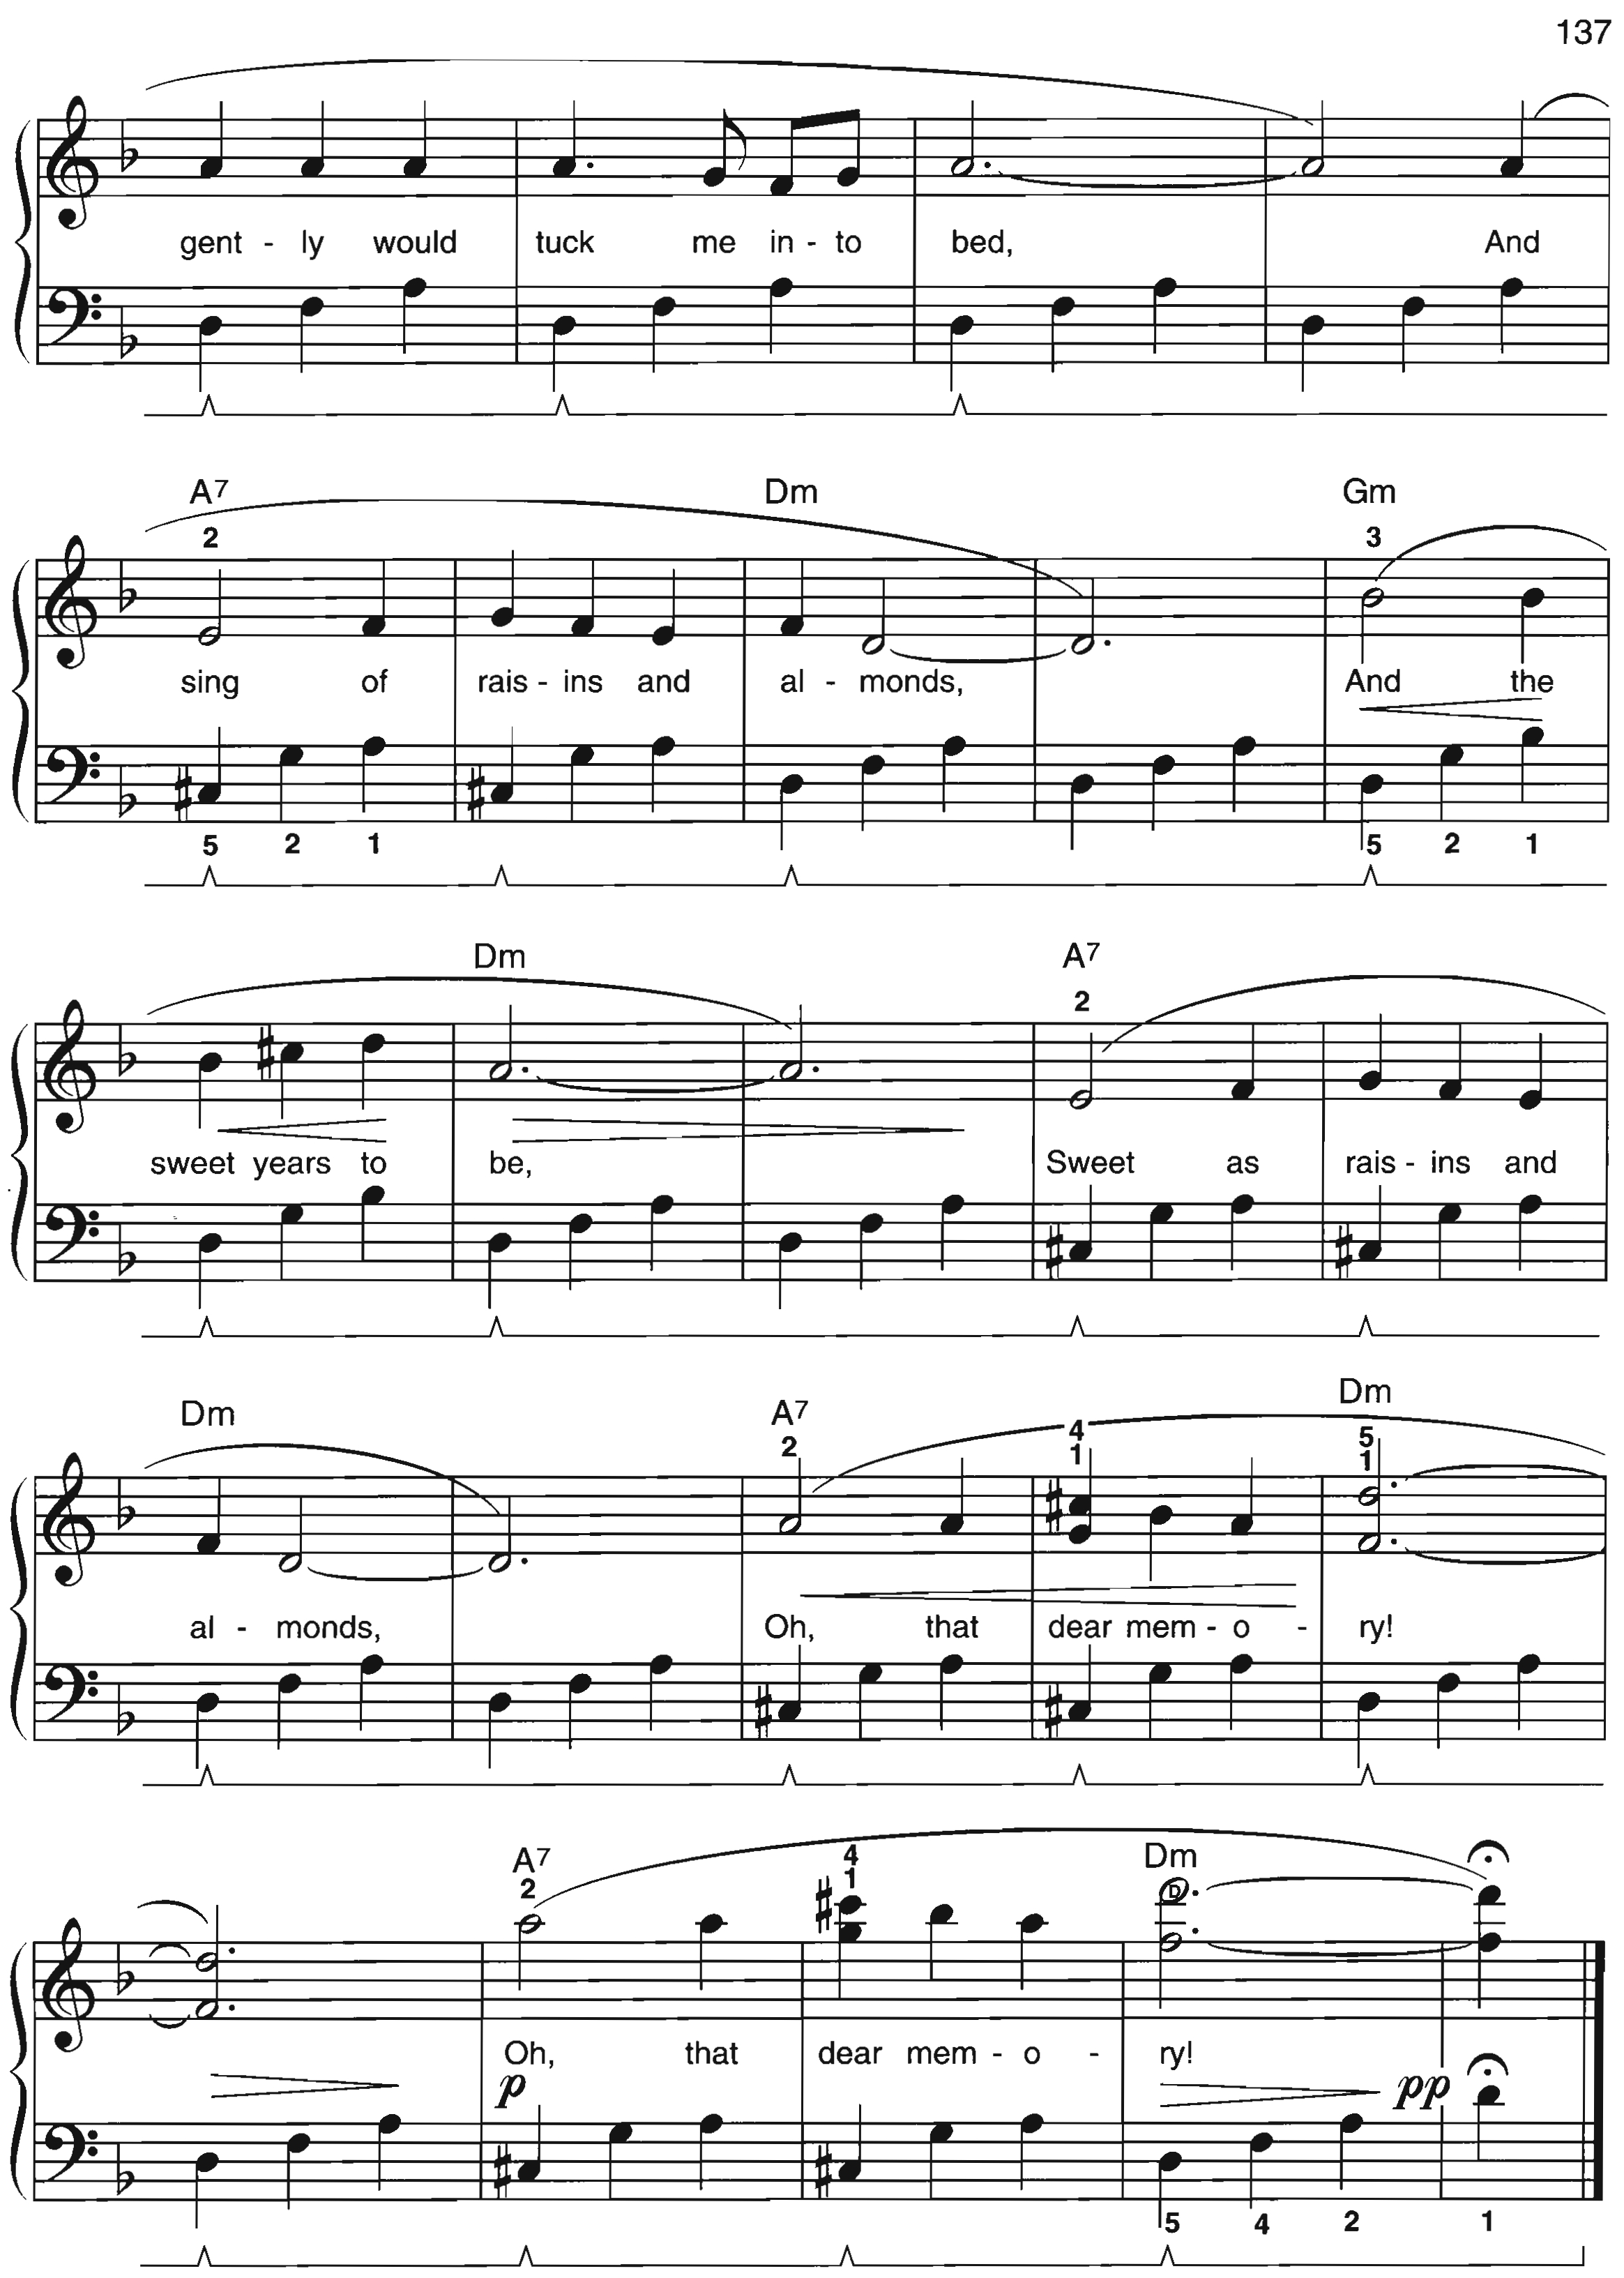 137
gent - ly would tuck me in - to bed, And
A7 Dm Gm
2 3
sing of rais - ins and al - monds, And the
5 2 1 5 2 1
Dm A7
2
sweet years to be, Sweet as rais - ins and
Dm A7 Dm
2 4 1 5 1
al - monds, Oh, that dear mem - o - ry!
A7 Dm
2 4 1
D
Oh, that dear mem - o - ry!
p pp
5 4 2 1